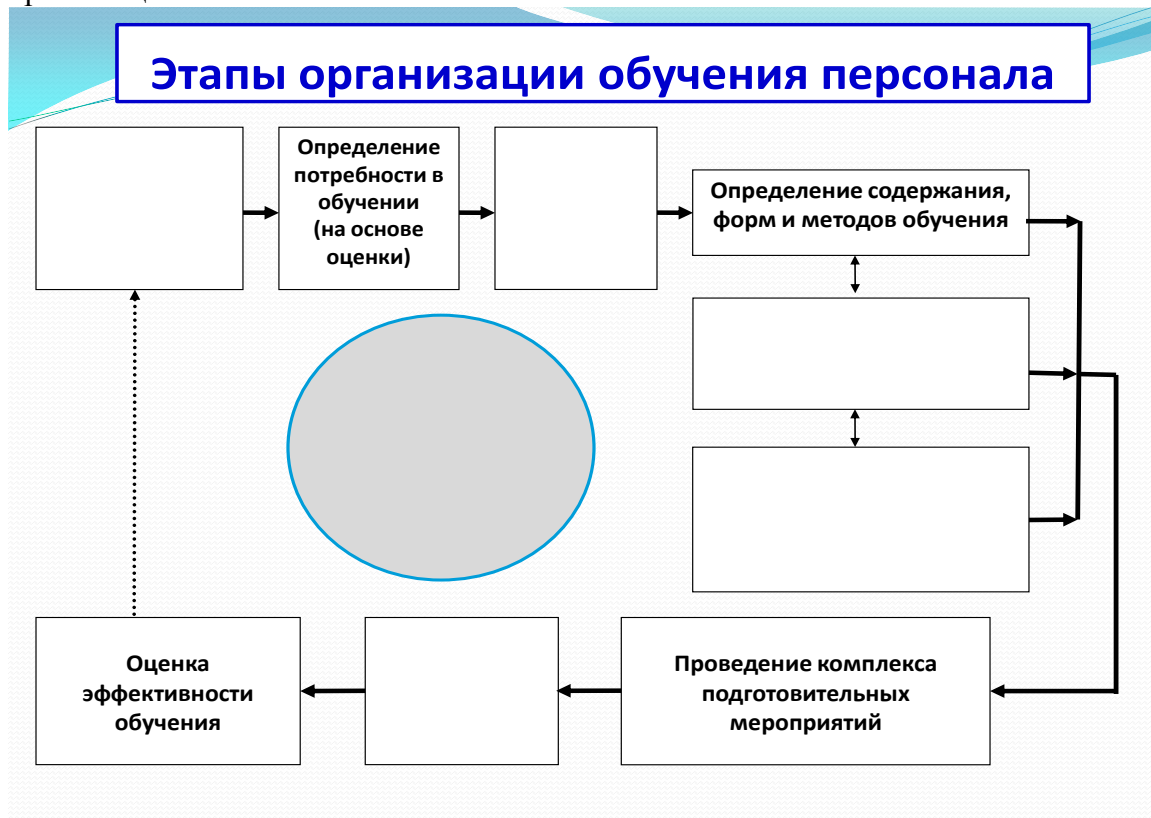 Этапы организации обучения персонала
Определение
потребности в
обучении
(на основе
оценки)
Определение содержания,
форм и методов обучения
Оценка
эффективности
обучения
Проведение комплекса
подготовительных
мероприятий